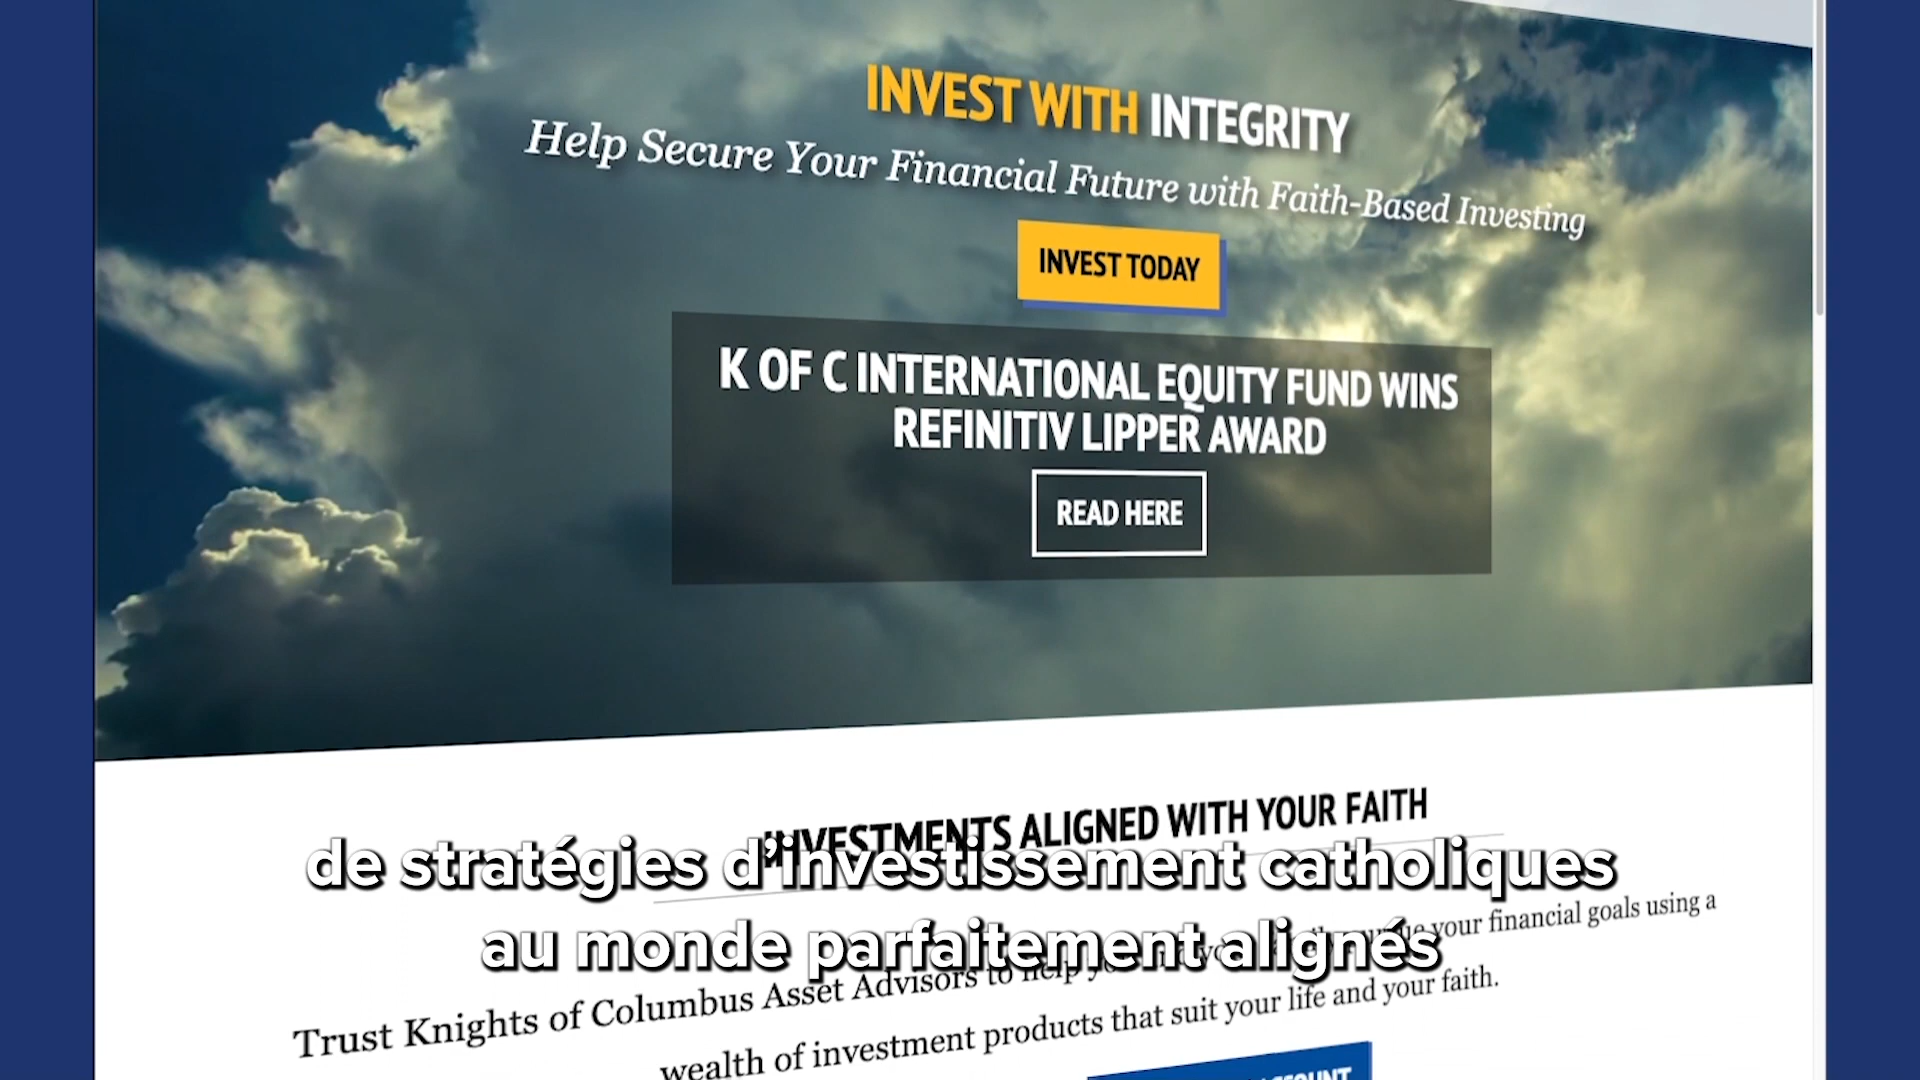 INVEST WITH INTEGRITY
Help Secure Your Financial Future with Faith-Based Investing
INVEST TODAY
K OF C INTERNATIONAL EQUITY FUND WINS
REFINITIV LIPPER AWARD
READ HERE
INVESTMENTS ALIGNED WITH YOUR FAITH
de stratégies d'investissement catholiques
au monde parfaitement alignés
Trust Knights of Columbus Asset Advisors to help your financial goals using a
wealth of investment products that suit your life and your faith.